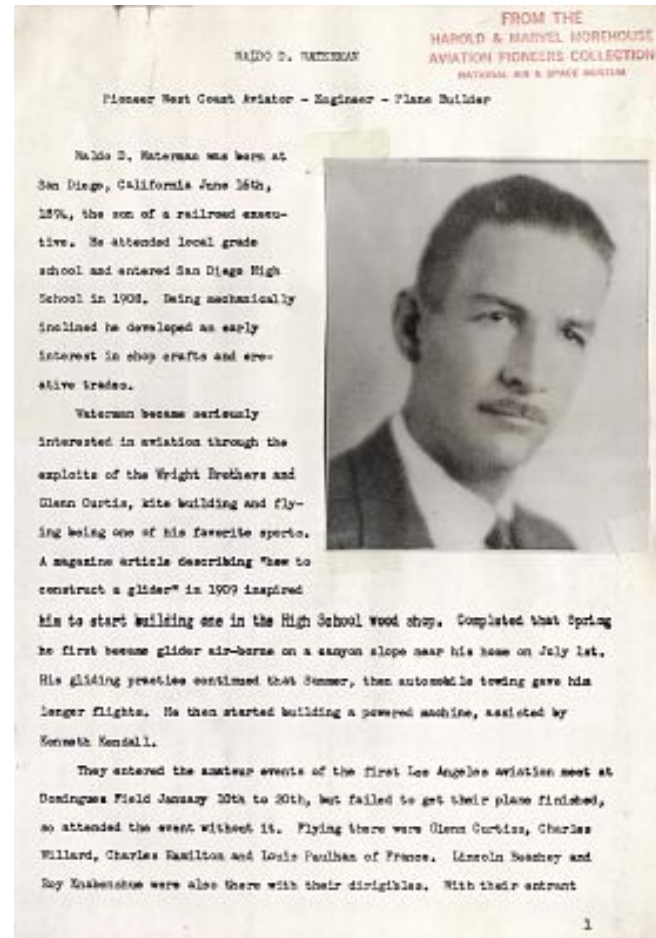 FROM THE
HAROLD & MARVEL MOREHOUSE
AVIATION PIONEERS COLLECTION
NATIONAL AIR & SPACE MUSEUM
WALDO D. WATERMAN
Pioneer West Coast Aviator - Engineer - Plane Builder
Waldo D. Waterman was born at
San Diego, California June 16th,
1894, the son of a railroad execu-
tive. He attended local grade
school and entered San Diego High
School in 1908. Being mechanically
inclined he developed an early
interest in shop crafts and cre-
ative trades.
Waterman became seriously
interested in aviation through the
exploits of the Wright Brothers and
Glenn Curtis, kite building and fly-
ing being one of his favorite sports.
A magazine article describing "how to
construct a glider" in 1909 inspired
him to start building one in the High School wood shop. Completed that Spring
he first became glider air-borne on a canyon slope near his home on July 1st.
His gliding practice continued that Summer, then automobile towing gave him
longer flights. He then started building a powered machine, assisted by
Kenneth Kendall.
They entered the amateur events of the first Los Angeles aviation meet at
Dominguez Field January 10th to 20th, but failed to get their plane finished,
so attended the event without it. Flying there were Glenn Curtiss, Charles
Willard, Charles Hamilton and Louis Paulhan of France. Lincoln Beachey and
Roy Knabenshue were also there with their dirigibles. With their entrant
1